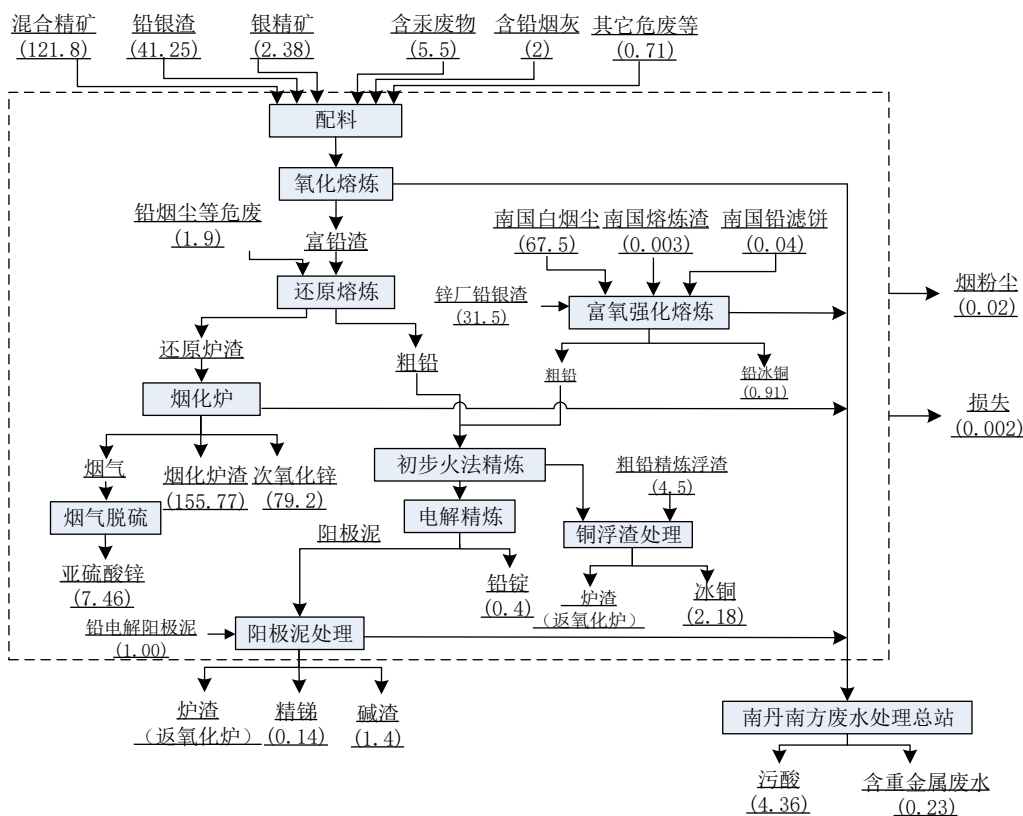 混合精矿
(121.8)
铅银渣
(41.25)
银精矿
(2.38)
含汞废物
(5.5)
含铅烟灰
(2)
其它危废等
(0.71)
配料
氧化熔炼
铅烟尘等危废
(1.9)
富铅渣
南国白烟尘
(67.5)
南国熔炼渣
(0.003)
南国铅滤饼
(0.04)
还原熔炼
锌厂铅银渣
(31.5)
富氧强化熔炼
烟粉尘
(0.02)
还原炉渣
粗铅
粗铅
铅冰铜
(0.91)
烟化炉
损失
(0.002)
烟气
烟化炉渣
(155.77)
次氧化锌
(79.2)
初步火法精炼
粗铅精炼浮渣
(4.5)
烟气脱硫
电解精炼
铜浮渣处理
阳极泥
亚硫酸锌
(7.46)
铅锭
(0.4)
炉渣
（返氧化炉）
冰铜
(2.18)
铅电解阳极泥
(1.00)
阳极泥处理
炉渣
（返氧化炉）
精锑
(0.14)
碱渣
(1.4)
南丹南方废水处理总站
污酸
(4.36)
含重金属废水
(0.23)